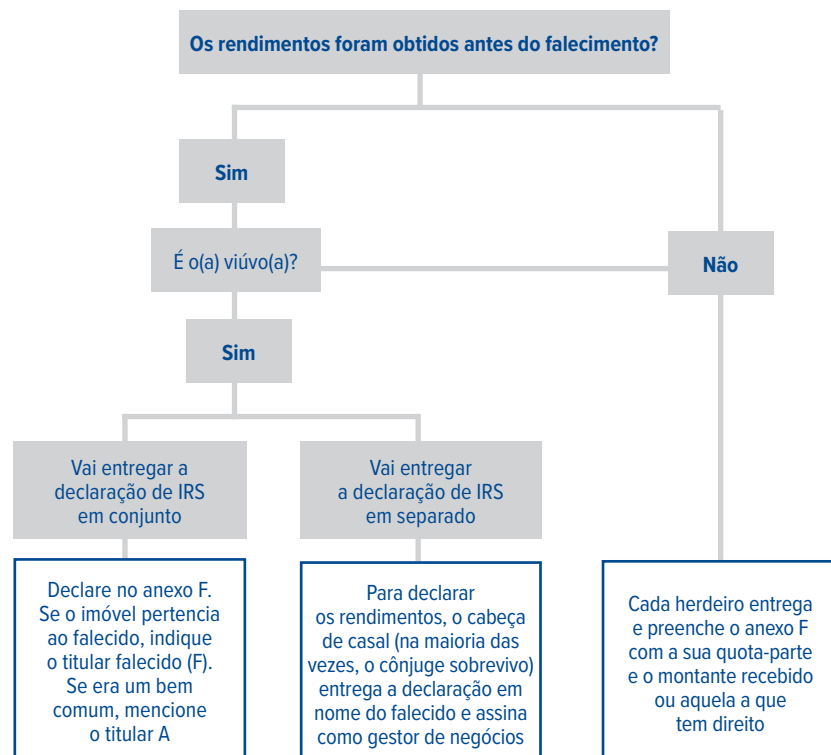 Os rendimentos foram obtidos antes do falecimento?
Sim
É o(a) viúvo(a)?
Não
Sim
Vai entregar a
declaração de IRS
em conjunto
Vai entregar
a declaração de IRS
em separado
Declare no anexo F.
Se o imóvel pertencia
ao falecido, indique
o titular falecido (F).
Se era um bem
comum, mencione
o titular A
Para declarar
os rendimentos, o cabeça
de casal (na maioria das
vezes, o cônjuge sobrevivo)
entrega a declaração em
nome do falecido e assina
como gestor de negócios
Cada herdeiro entrega
e preenche o anexo F
com a sua quota-parte
e o montante recebido
ou aquela a que
tem direito